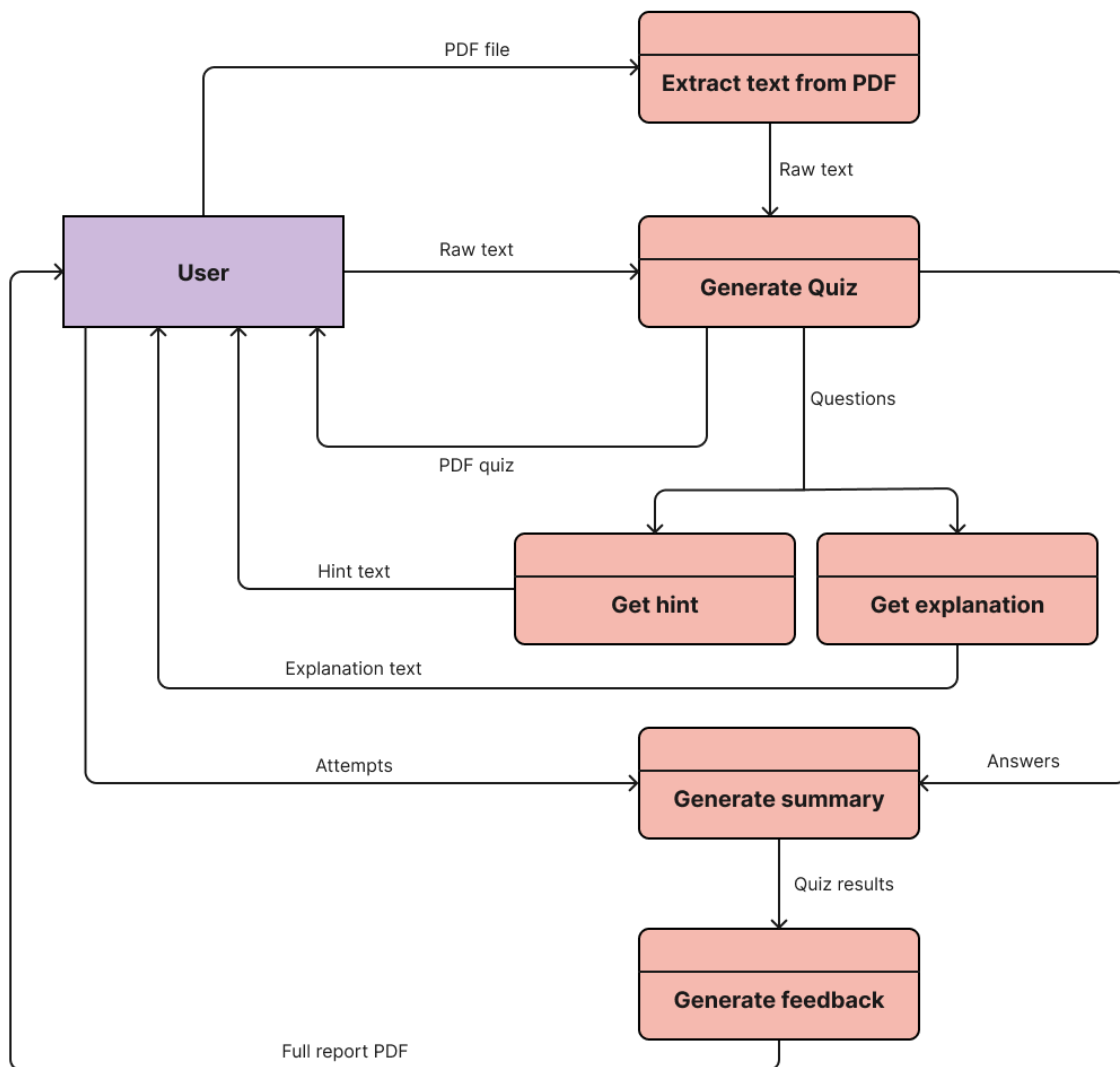 PDF file
Extract text from PDF
Raw text
User
Raw text
Generate Quiz
Questions
PDF quiz
Hint text
Get hint
Get explanation
Explanation text
Attempts
Generate summary
Answers
Quiz results
Generate feedback
Full report PDF